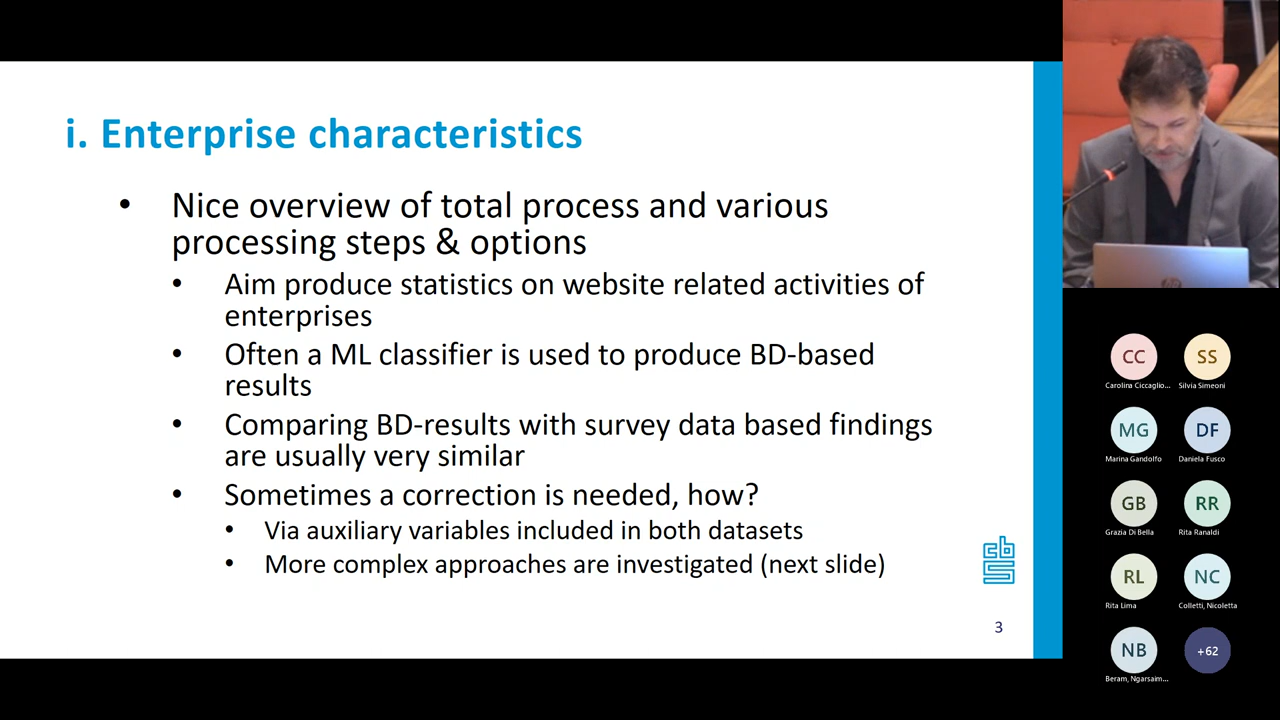 i. Enterprise characteristics
• Nice overview of total process and various
processing steps & options
• Aim produce statistics on website related activities of
enterprises
• Often a ML classifier is used to produce BD-based
results
• Comparing BD-results with survey data based findings
are usually very similar
• Sometimes a correction is needed, how?
• Via auxiliary variables included in both datasets
• More complex approaches are investigated (next slide)
cbs
3
CC
Carolina Ciccaglio...
SS
Silvia Simeoni
MG
Marina Gandolfo
DF
Daniela Fusco
GB
Grazia Di Bella
RR
Rita Ranaldi
RL
Rita Lima
NC
Colletti, Nicoletta
NB
Beram, Ngarsaim...
+62
hp